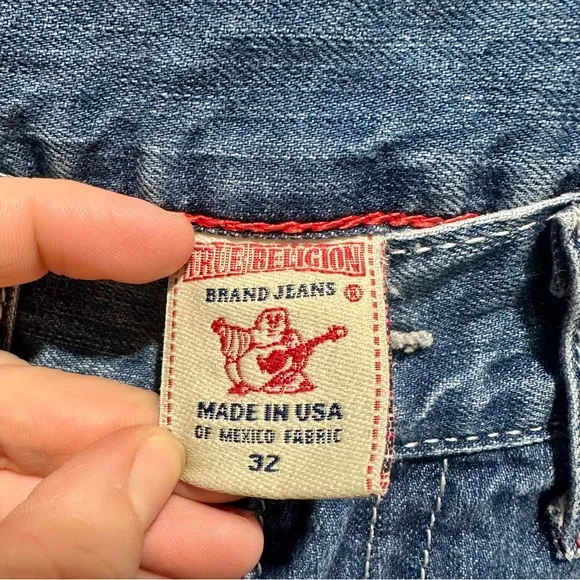 TRUE RELIGION
BRAND JEANS ®
MADE IN USA
OF MEXICO FABRIC
32